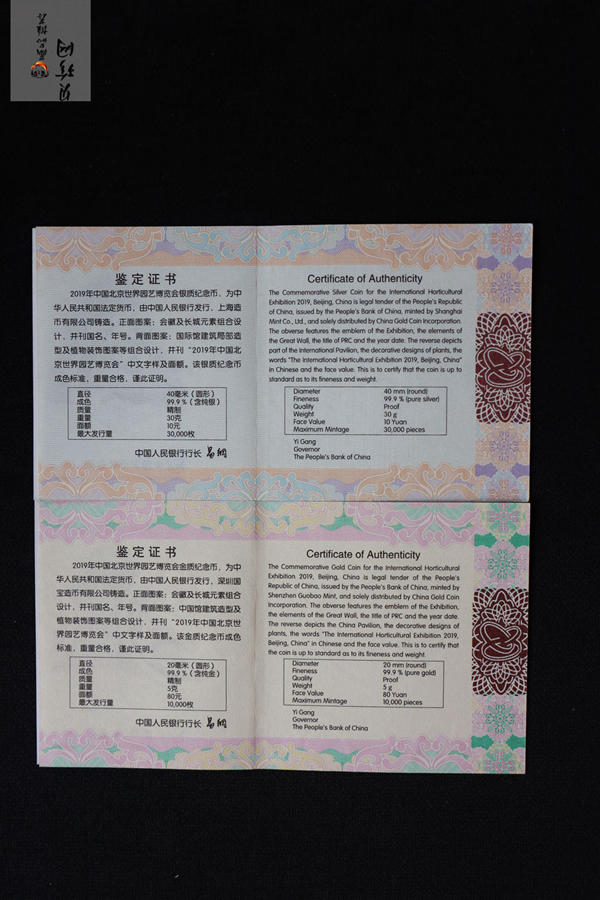 鉴定证书
2019年中国北京世界园艺博览会银质纪念币，为中
华人民共和国法定货币，由中国人民银行发行，上海造
币有限公司铸造。正面图案：会徽及长城元素组合设
计，并刊国名、年号。背面图案：国际馆建筑局部造
型及植物装饰图案等组合设计，并刊“2019年中国北
京世界园艺博览会”中文字样及面额。该银质纪念币
成色标准，重量合格，谨此证明。
直径 40毫米（圆形）
成色 99.9％（含纯银）
质量 精制
重量 30克
面额 10元
最大发行量 30,000枚
中国人民银行行长
Certificate of Authenticity
The Commemorative Silver Coin for the International Horticultural
Exhibition 2019, Beijing, China is legal tender of the People's Republic
of China, issued by the People's Bank of China, minted by Shanghai
Mint Co., Ltd., and solely distributed by China Gold Coin Incorporation.
The obverse features the emblem of the Exhibition, the elements of
the Great Wall, the title of PRC and the year date. The reverse depicts
part of the International Pavilion, the decorative designs of plants, the
words "The International Horticultural Exhibition 2019, Beijing, China"
in Chinese and the face value. This is to certify that the coin is up to
standard as to its fineness and weight.
Diameter 40 mm (round)
Fineness 99.9 % (pure silver)
Quality Proof
Weight 30 g
Face Value 10 Yuan
Maximum Mintage 30,000 pieces
Yi Gang
Governor
The People's Bank of China
鉴定证书
2019年中国北京世界园艺博览会金质纪念币，为中
华人民共和国法定货币，由中国人民银行发行，深圳国
宝造币有限公司铸造。正面图案：会徽及长城元素组合
设计，并刊国名、年号。背面图案：中国馆建筑造型及
植物装饰图案等组合设计，并刊“2019年中国北京世
界园艺博览会”中文字样及面额。该金质纪念币成色
标准，重量合格，谨此证明。
直径 20毫米（圆形）
成色 99.9％（含纯金）
质量 精制
重量 5克
面额 80元
最大发行量 10,000枚
中国人民银行行长
Certificate of Authenticity
The Commemorative Gold Coin for the International Horticultural
Exhibition 2019, Beijing, China is legal tender of the People's
Republic of China, issued by the People's Bank of China, minted by
Shenzhen Guobao Mint, and solely distributed by China Gold Coin
Incorporation. The obverse features the emblem of the Exhibition,
the elements of the Great Wall, the title of PRC and the year date.
The reverse depicts the China Pavilion, the decorative designs of
plants, the words "The International Horticultural Exhibition 2019,
Beijing, China" in Chinese and the face value. This is to certify that
the coin is up to standard as to its fineness and weight.
Diameter 20 mm (round)
Fineness 99.9 % (pure gold)
Quality Proof
Weight 5 g
Face Value 80 Yuan
Maximum Mintage 10,000 pieces
Yi Gang
Governor
The People's Bank of China